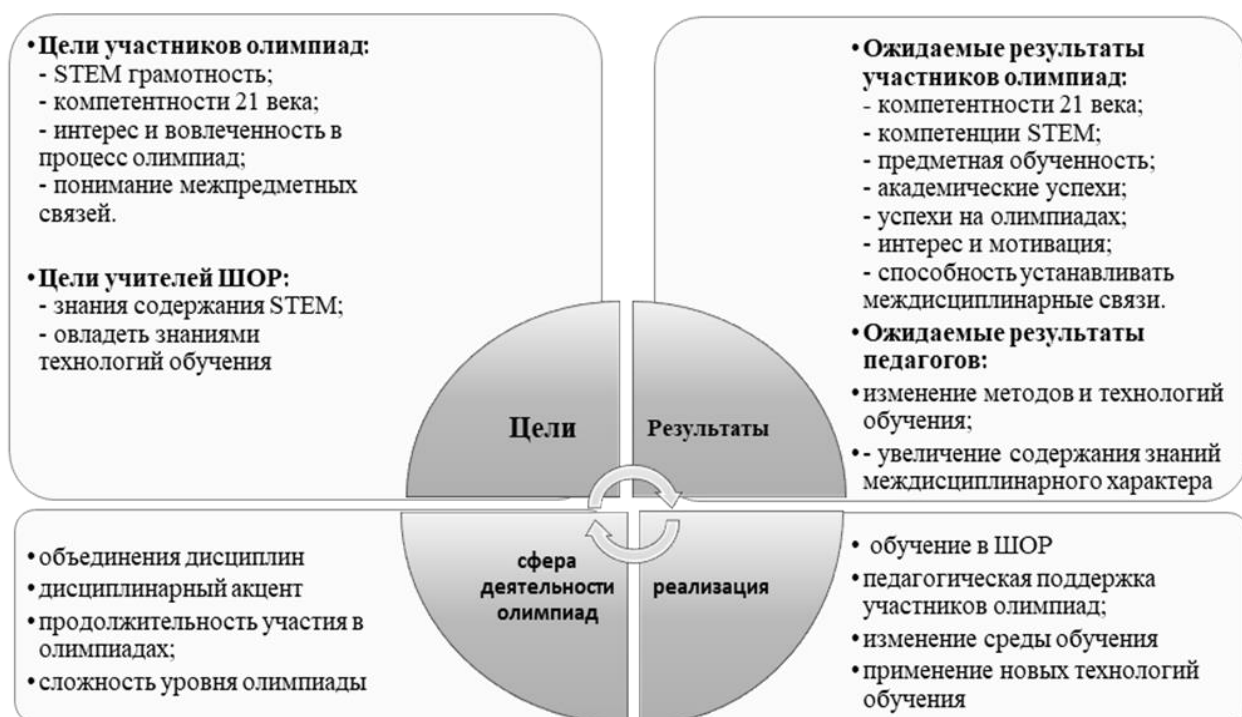 •Цели участников олимпиад:
- STEM грамотность;
- компетентности 21 века;
- интерес и вовлеченность в
процесс олимпиад;
- понимание межпредметных
связей.
•Цели учителей ШОР:
- знания содержания STEM;
- овладеть знаниями
технологий обучения
•Ожидаемые результаты
участников олимпиад:
- компетентности 21 века;
- компетенции STEM;
- предметная обученность;
- академические успехи;
- успехи на олимпиадах;
- интерес и мотивация;
- способность устанавливать
междисциплинарные связи.
•Ожидаемые результаты
педагогов:
•изменение методов и технологий
обучения;
•- увеличение содержания знаний
междисциплинарного характера
Цели
Результаты
сфера
деятельности
олимпиад
реализация
•объединения дисциплин
•дисциплинарный акцент
•продолжительность участия в
олимпиадах;
•сложность уровня олимпиады
• обучение в ШОР
•педагогическая поддержка
участников олимпиад;
•изменение среды обучения
•применение новых технологий
обучения